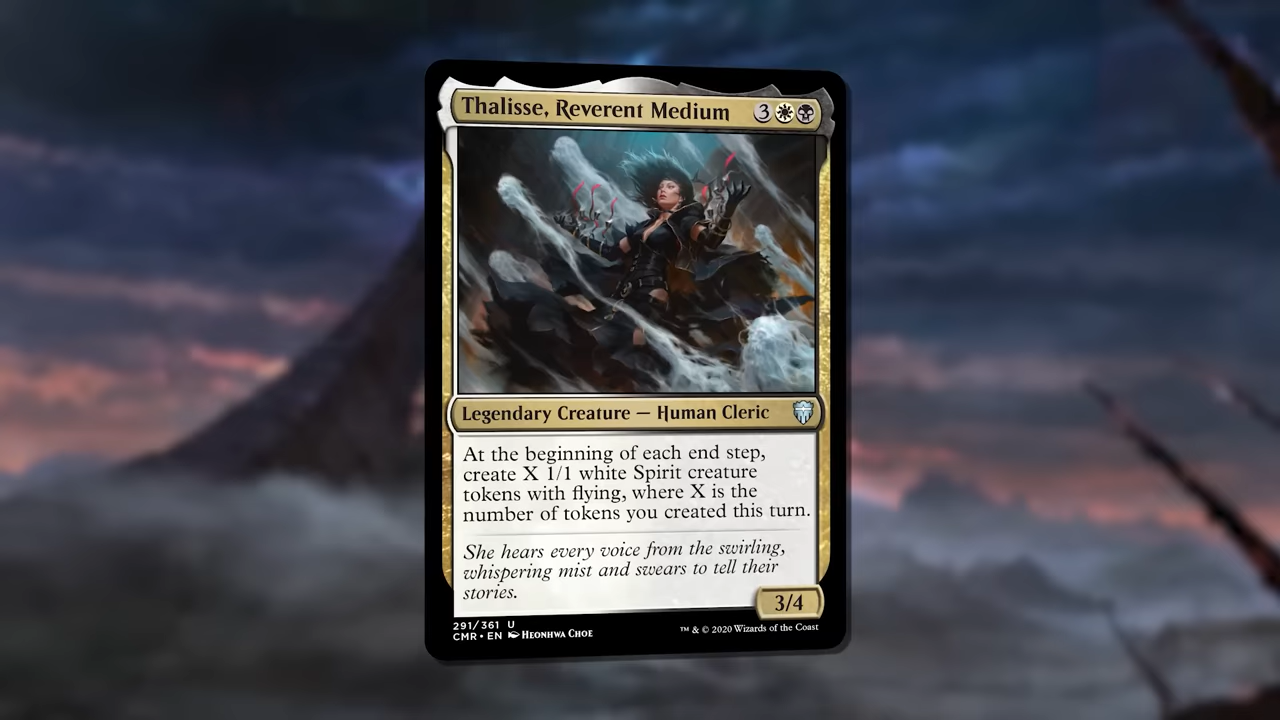 Thalisse, Reverent Medium 3
Legendary Creature — Human Cleric
At the beginning of each end step,
create X 1/1 white Spirit creature
tokens with flying, where X is the
number of tokens you created this turn.
She hears every voice from the swirling,
whispering mist and swears to tell their
stories.
3/4
291/361 U
CMR • EN Heonhwa Choe
™ & © 2020 Wizards of the Coast